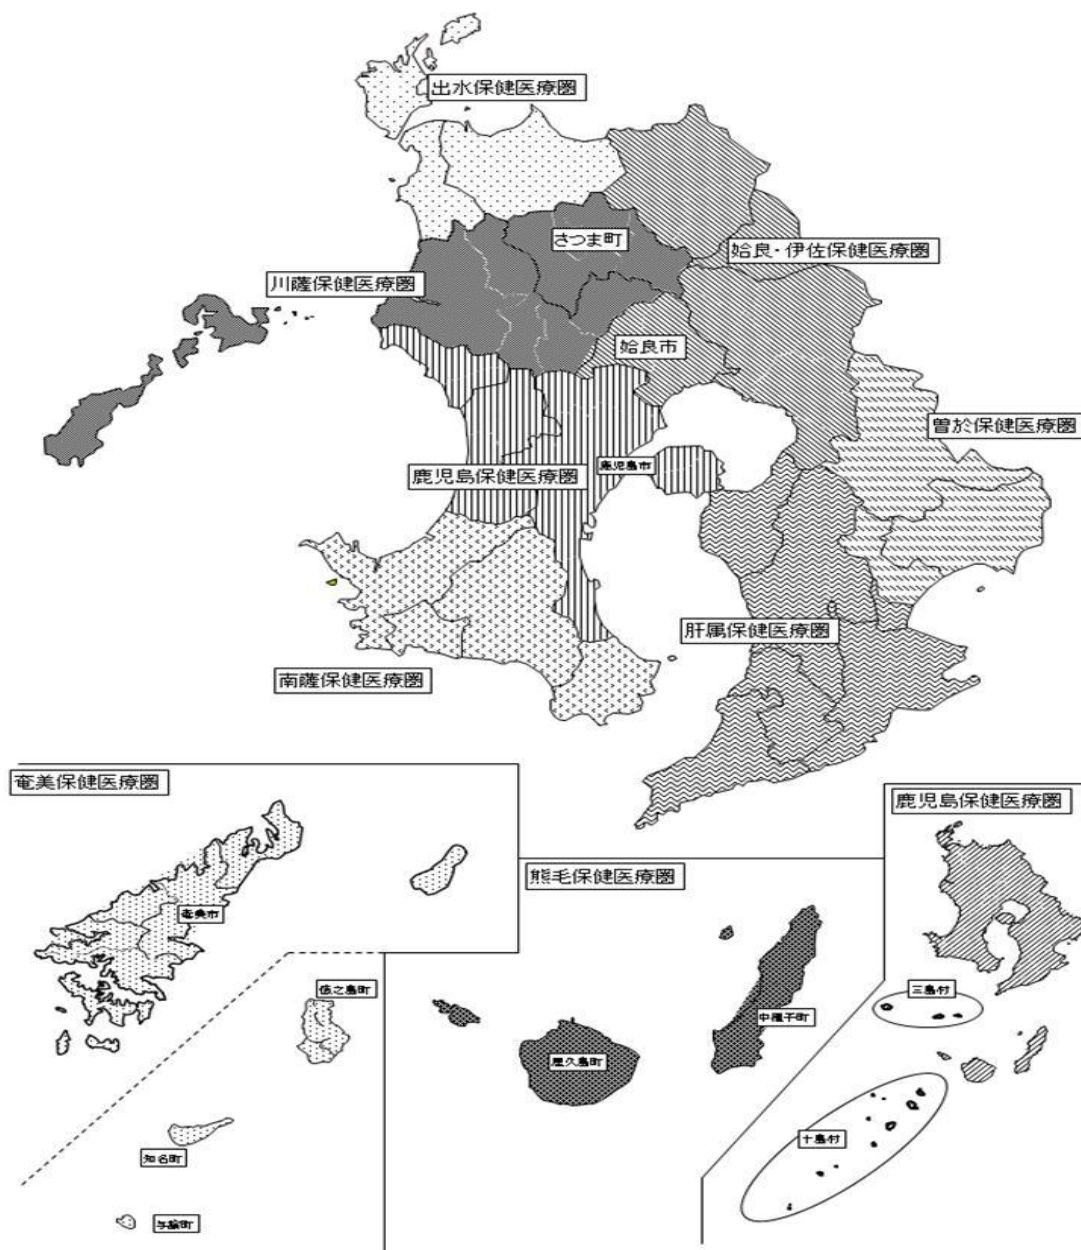 出水保健医療圏
さつま町
姶良・伊佐保健医療圏
川薩保健医療圏
姶良市
曽於保健医療圏
鹿児島保健医療圏
鹿児島市
肝属保健医療圏
南薩保健医療圏
奄美保健医療圏
鹿児島保健医療圏
熊毛保健医療圏
奄美市
徳之島町
三島村
中種子町
屋久島町
十島村
知名町
与論町